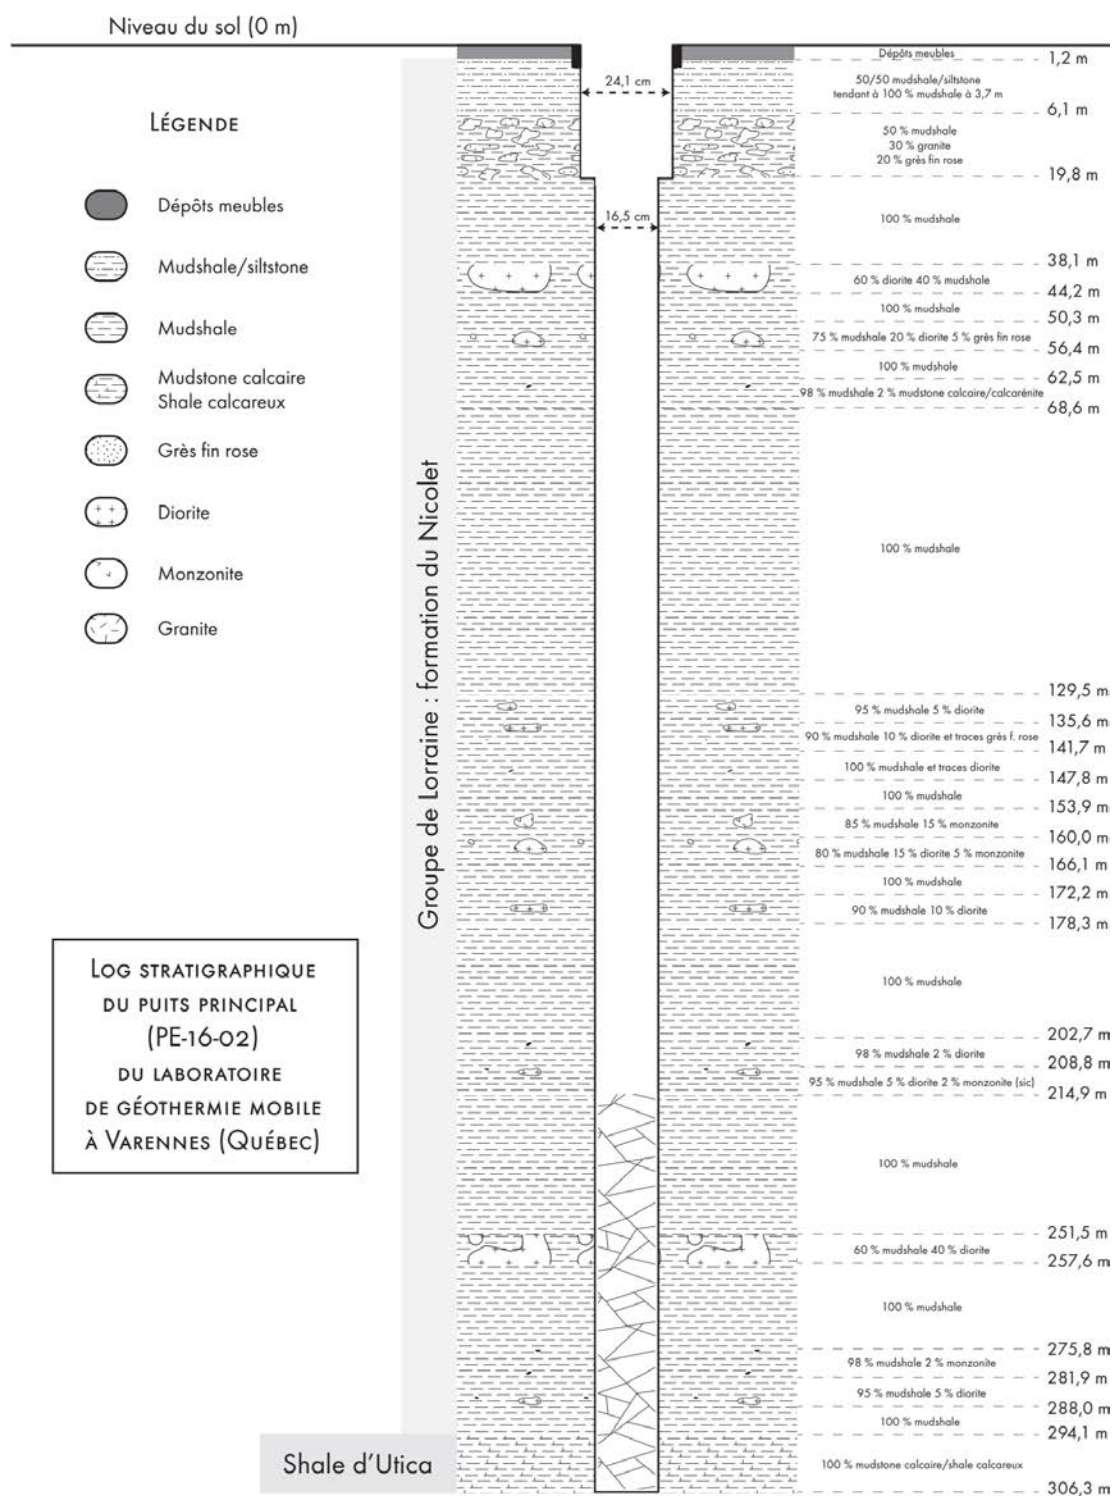 Niveau du sol (0 m)
LÉGENDE
Dépôts meubles
Mudshale/siltstone
Mudshale
Mudstone calcaire
Shale calcareux
Grès fin rose
Diorite
Monzonite
Granite
LOG STRATIGRAPHIQUE
DU PUITS PRINCIPAL
(PE-16-02)
DU LABORATOIRE
DE GÉOTHERMIE MOBILE
À VARENNES (QUÉBEC)
Groupe de Lorraine : formation du Nicolet
Shale d'Utica
24,1 cm
16,5 cm
Dépôts meubles
1,2 m
50/50 mudshale/siltstone
tendant à 100 % mudshale à 3,7 m
6,1 m
50 % mudshale
30 % granite
20 % grès fin rose
19,8 m
100 % mudshale
38,1 m
60 % diorite 40 % mudshale
44,2 m
100 % mudshale
50,3 m
75 % mudshale 20 % diorite 5 % grès fin rose
56,4 m
100 % mudshale
62,5 m
98 % mudshale 2 % mudstone calcaire/calcarénite
68,6 m
100 % mudshale
129,5 m
95 % mudshale 5 % diorite
135,6 m
90 % mudshale 10 % diorite et traces grès f. rose
141,7 m
100 % mudshale et traces diorite
147,8 m
100 % mudshale
153,9 m
85 % mudshale 15 % monzonite
160,0 m
80 % mudshale 15 % diorite 5 % monzonite
166,1 m
100 % mudshale
172,2 m
90 % mudshale 10 % diorite
178,3 m
100 % mudshale
202,7 m
98 % mudshale 2 % diorite
208,8 m
95 % mudshale 5 % diorite 2 % monzonite (sic)
214,9 m
100 % mudshale
251,5 m
60 % mudshale 40 % diorite
257,6 m
100 % mudshale
275,8 m
98 % mudshale 2 % monzonite
281,9 m
95 % mudshale 5 % diorite
288,0 m
100 % mudshale
294,1 m
100 % mudstone calcaire/shale calcareux
306,3 m